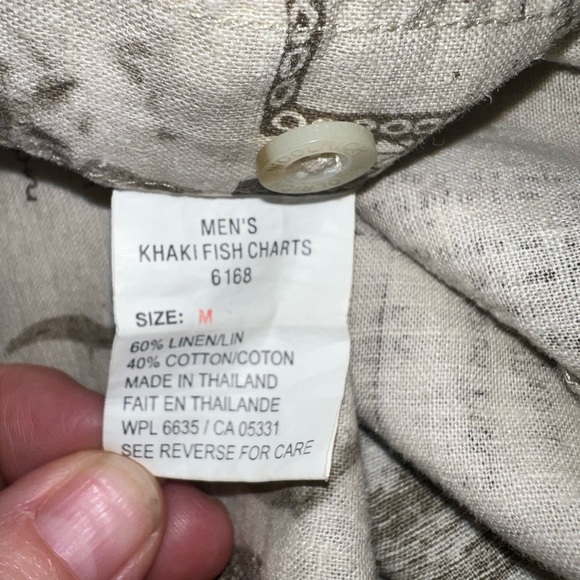 WOOLRICH
MEN'S
KHAKI FISH CHARTS
6168
SIZE: M
60% LINEN/LIN
40% COTTON/COTON
MADE IN THAILAND
FAIT EN THAILANDE
WPL 6635 / CA 05331
SEE REVERSE FOR CARE